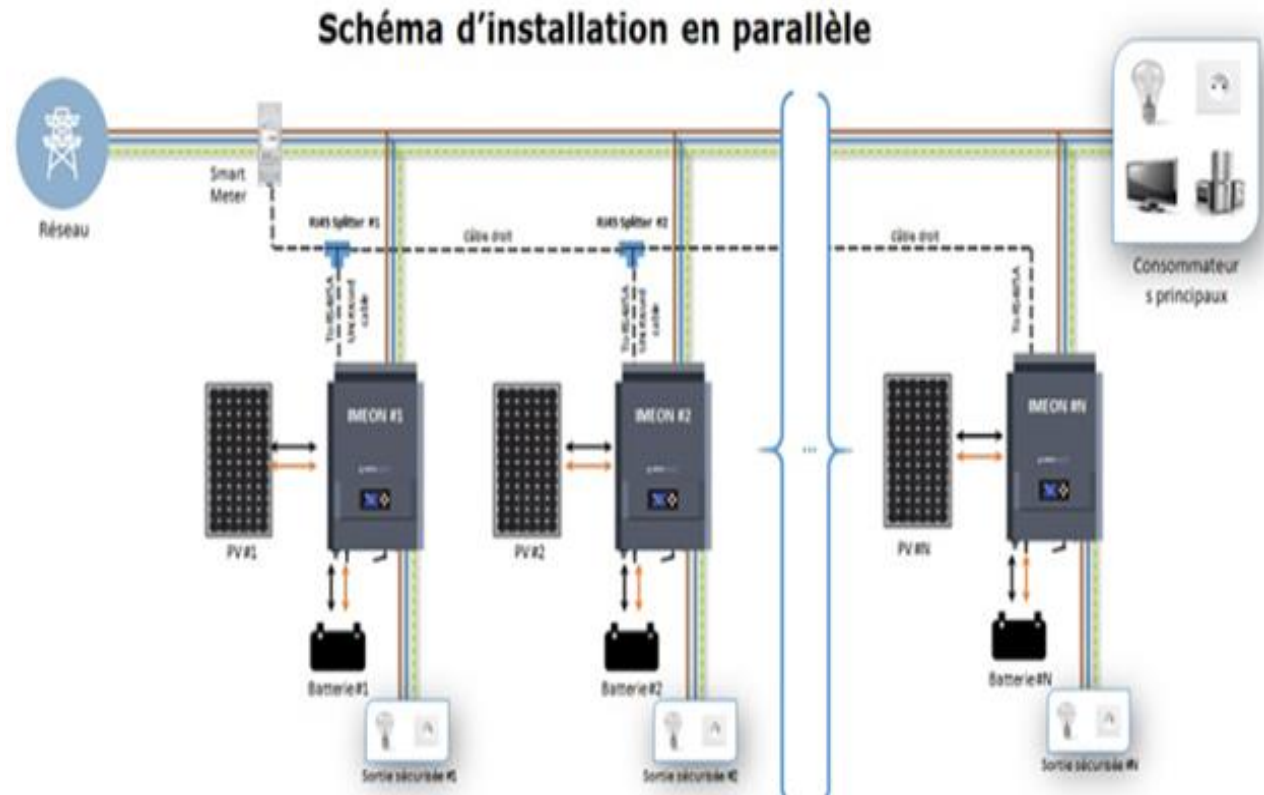 Schéma d'installation en parallèle
Réseau
Smart
Meter
RJ45 Splitter #1
Câble droit
RJ45 Splitter #2
Câble droit
Consommateur
s principaux
cable
cable
IMEON #1
IMEON #2
IMEON #N
PV #1
PV #2
PV #N
...
Batterie #1
Batterie #2
Batterie #N
Sortie sécurisée #1
Sortie sécurisée #2
Sortie sécurisée #N